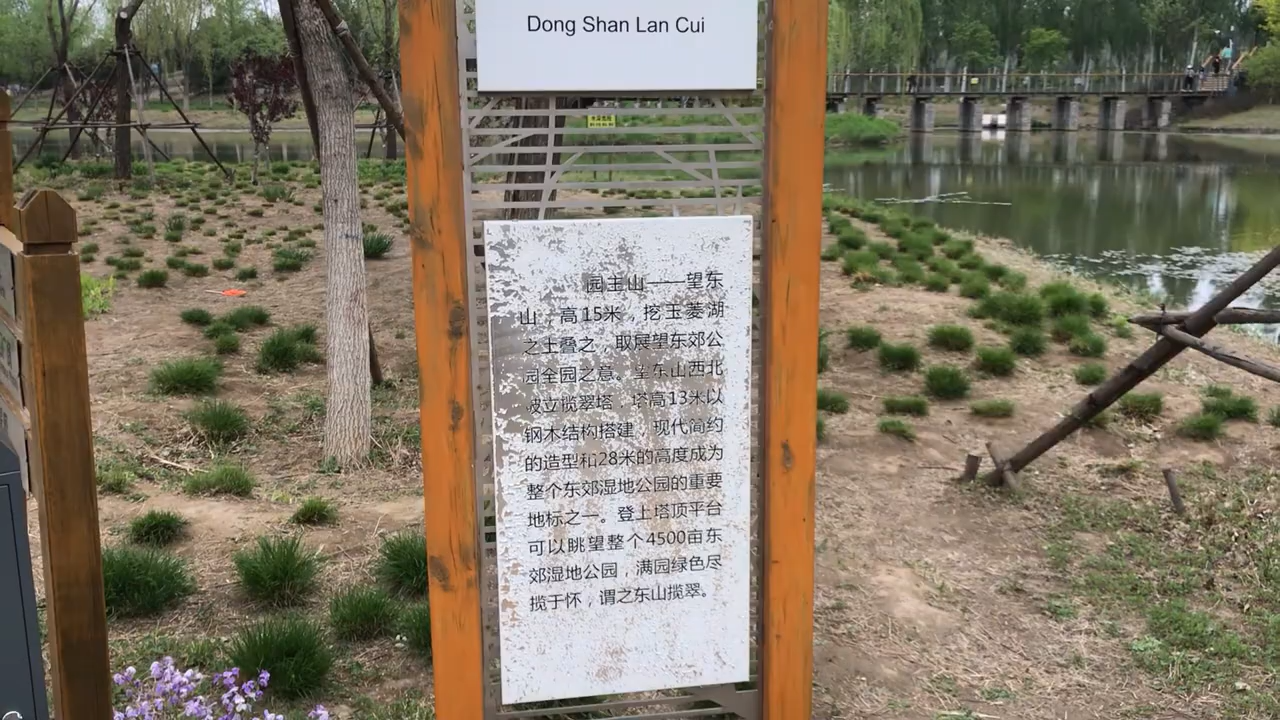 Dong Shan Lan Cui
园主山——望东
山，高15米，挖玉菱湖
之土叠之，取展望东郊公
园全园之意。望东山西北
坡立揽翠塔，塔高13米以
钢木结构搭建，现代简约
的造型和28米的高度成为
整个东郊湿地公园的重要
地标之一。登上塔顶平台
可以眺望整个4500亩东
郊湿地公园，满园绿色尽
揽于怀，谓之东山揽翠。